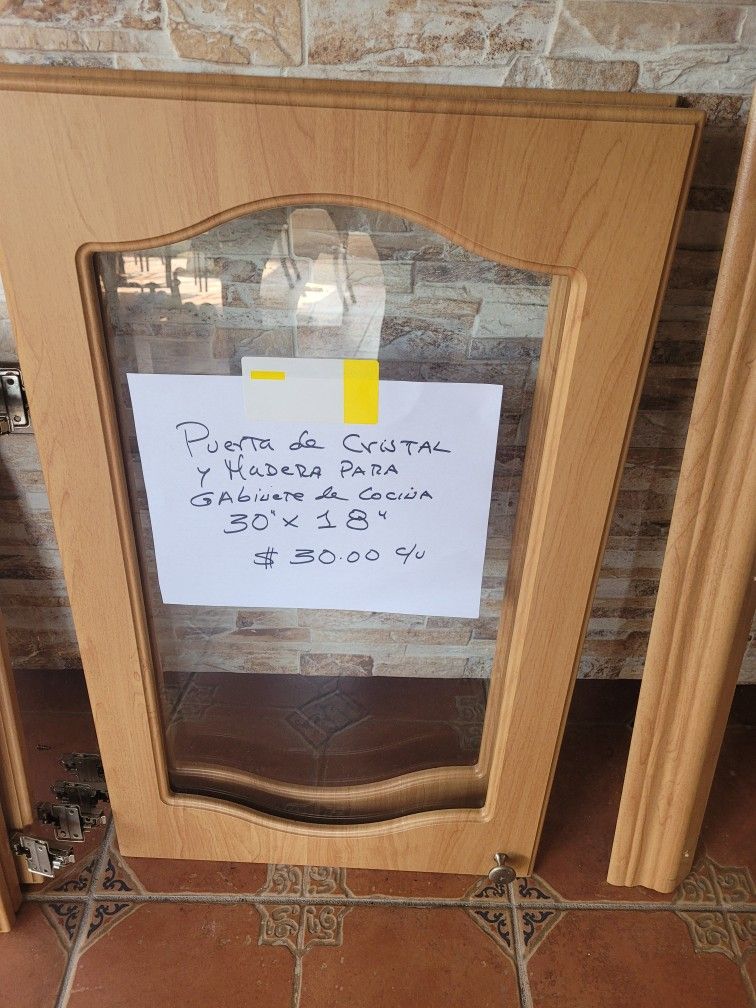 Puerta de Cristal
y Madera Para
Gabinete de Cocina
30" x 18"
$ 30.00 c/u